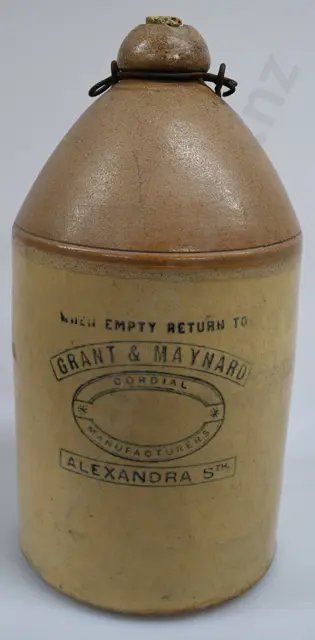 WHEN EMPTY RETURN TO
GRANT & MAYNARD
CORDIAL
MANUFACTURERS
ALEXANDRA STH.